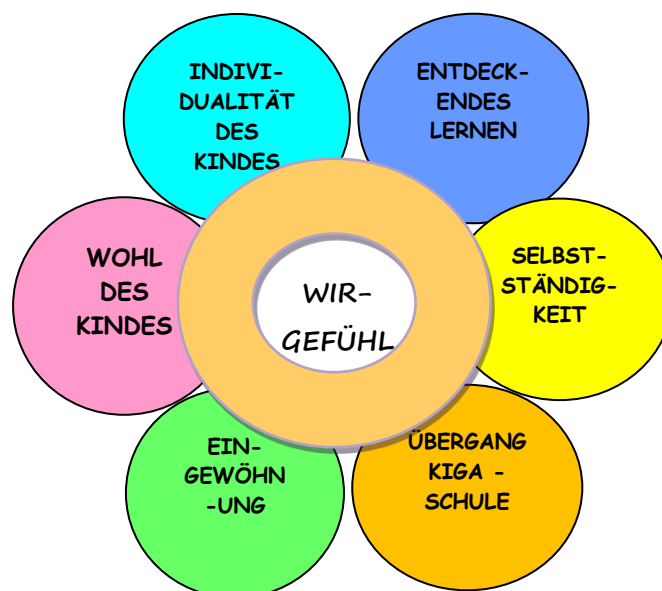 INDIVI-
DUALITÄT
DES
KINDES
ENTDECK-
ENDES
LERNEN
WOHL
DES
KINDES
WIR-
GEFÜHL
SELBST-
STÄNDIG-
KEIT
EIN-
GEWÖHN
-UNG
ÜBERGANG
KIGA -
SCHULE